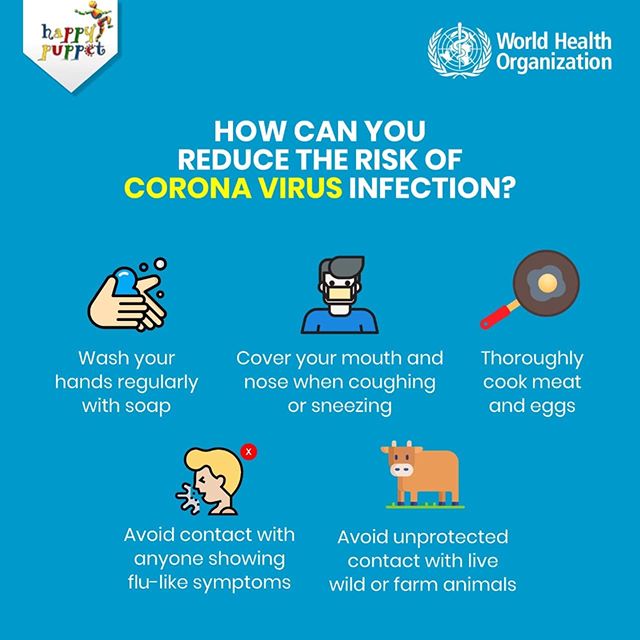 happy
puppet
World Health
Organization
HOW CAN YOU
REDUCE THE RISK OF
CORONA VIRUS INFECTION?
Wash your
hands regularly
with soap
Cover your mouth and
nose when coughing
or sneezing
Thoroughly
cook meat
and eggs
X
Avoid contact with
anyone showing
flu-like symptoms
Avoid unprotected
contact with live
wild or farm animals